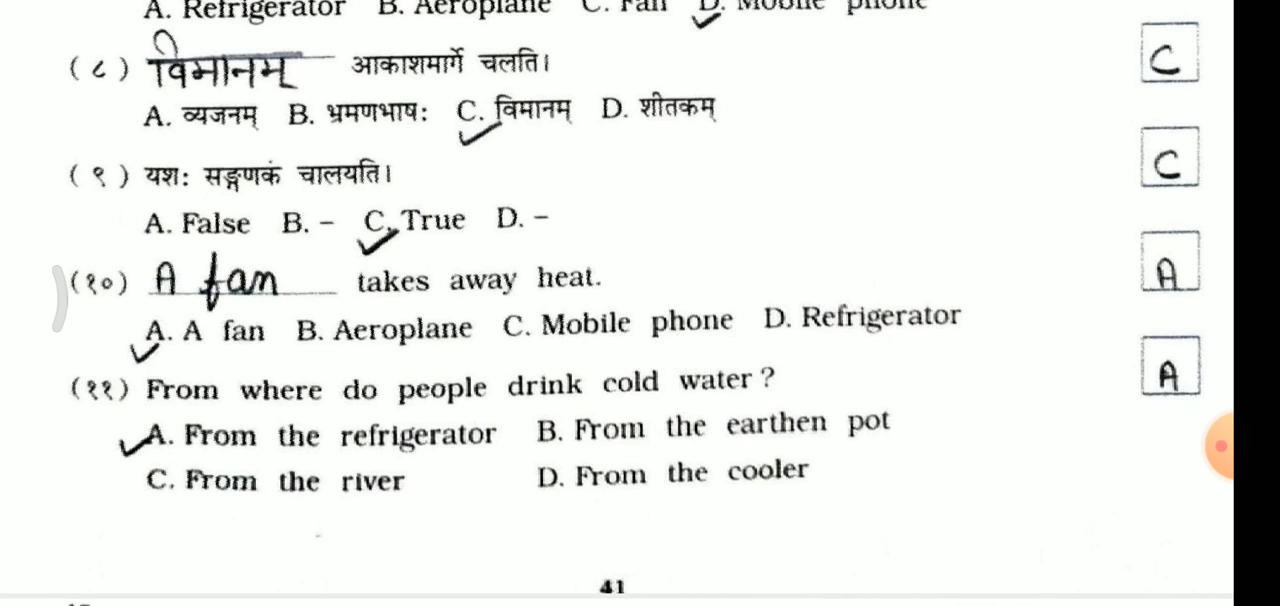 A. Refrigerator B. Aeroplane C. Fan D. Mobile phone
(८) विमानम् आकाशमार्गे चलति। C
A. व्यजनम् B. भ्रमणभाषः C. विमानम् D. शीतकम्
(९) यशः सङ्गणकं चालयति। C
A. False B. – C. True D. –
(१०) A fan takes away heat. A
A. A fan B. Aeroplane C. Mobile phone D. Refrigerator
(११) From where do people drink cold water? A
A. From the refrigerator B. From the earthen pot
C. From the river D. From the cooler
41